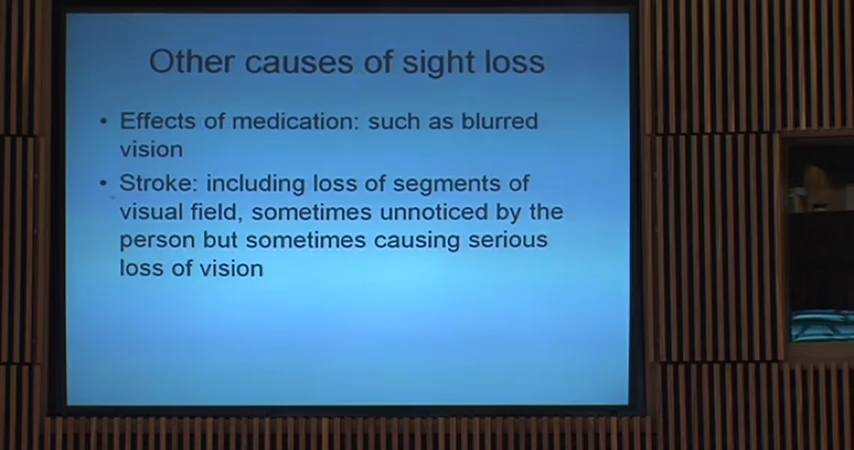 Other causes of sight loss
• Effects of medication: such as blurred
vision
• Stroke: including loss of segments of
visual field, sometimes unnoticed by the
person but sometimes causing serious
loss of vision